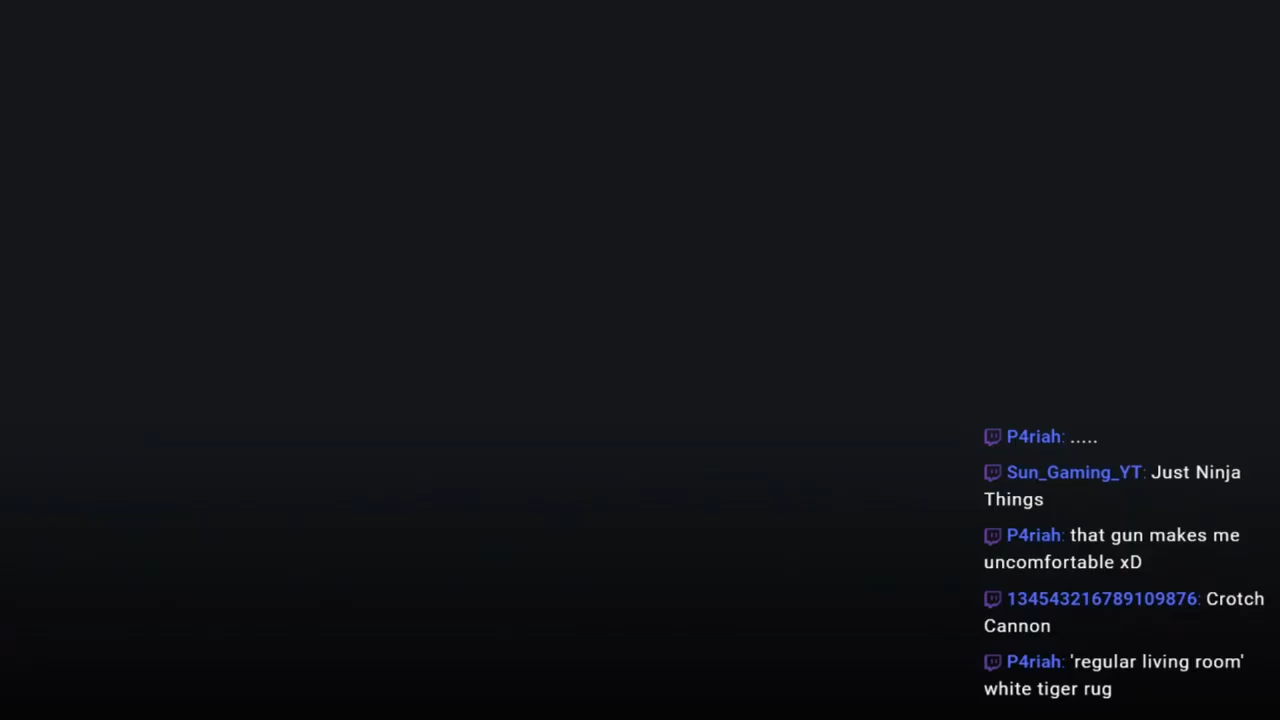 P4riah: .....
Sun_Gaming_YT: Just Ninja
Things
P4riah: that gun makes me
uncomfortable xD
134543216789109876: Crotch
Cannon
P4riah: 'regular living room'
white tiger rug